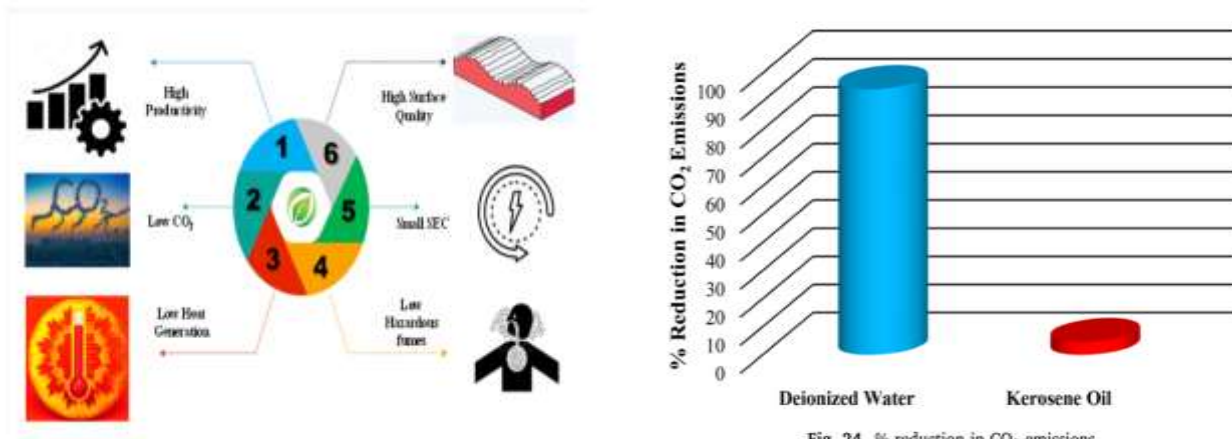 High
Productivity
High Surface
Quality
1
6
2
5
3
4
CO₂
Low CO₂
Small SEC
Low Heat
Generation
Low
Hazardous
fumes
% Reduction in CO₂ Emissions
100
90
80
70
60
50
40
30
20
10
0
Deionized Water
Kerosene Oil
Fig. 24 % reduction in CO₂ emissions